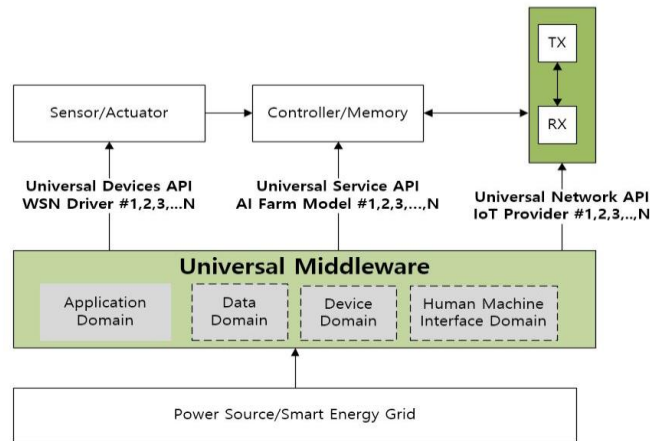 TX
RX
Sensor/Actuator
Controller/Memory
Universal Devices API
WSN Driver #1,2,3,...N
Universal Service API
AI Farm Model #1,2,3,...,N
Universal Network API
IoT Provider #1,2,3,..,N
Universal Middleware
Application
Domain
Data
Domain
Device
Domain
Human Machine
Interface Domain
Power Source/Smart Energy Grid